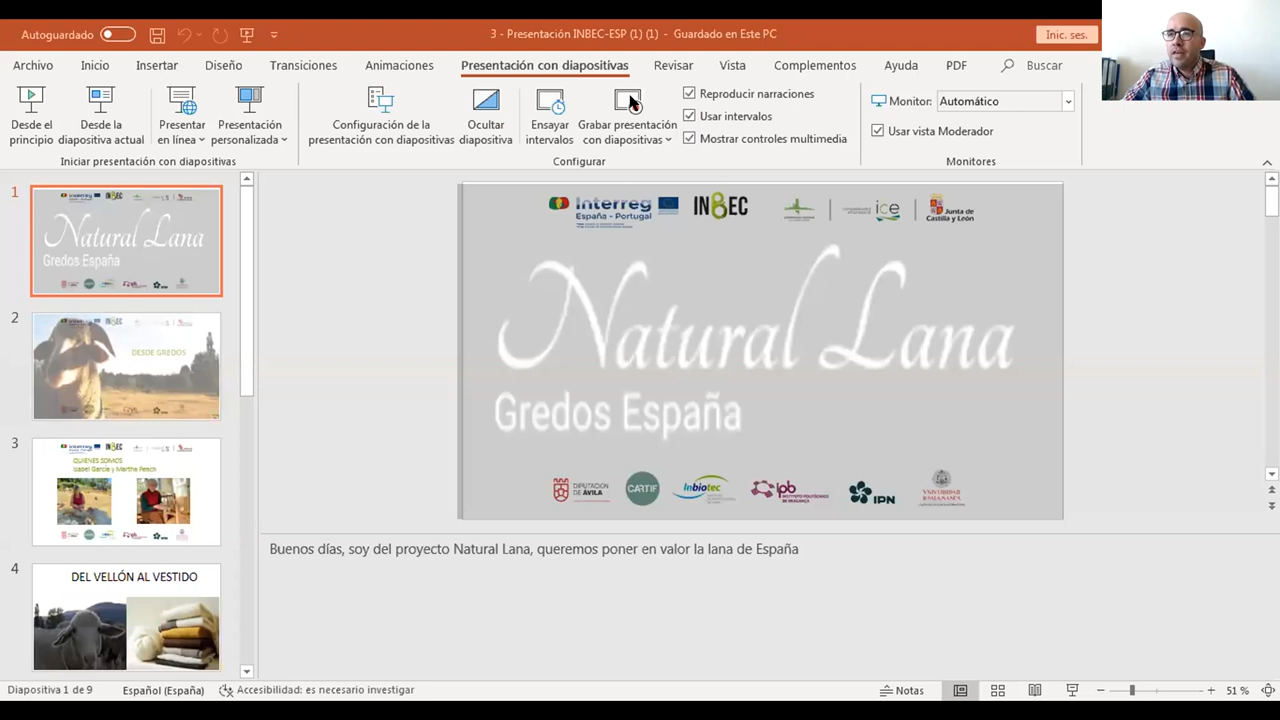 Autoguardado
3 - Presentación INBEC-ESP (1) (1) - Guardado en Este PC
Inic. ses.
Archivo Inicio Insertar Diseño Transiciones Animaciones Presentación con diapositivas Revisar Vista Complementos Ayuda PDF Buscar
Desde el principio
Desde la diapositiva actual
Presentar en línea
Presentación personalizada
Iniciar presentación con diapositivas
Configuración de la presentación con diapositivas
Ocultar diapositiva
Ensayar intervalos
Grabar presentación con diapositivas
Reproducir narraciones
Usar intervalos
Mostrar controles multimedia
Configurar
Monitor: Automático
Usar vista Moderador
Monitores
1
Natural Lana
Gredos España
2
DESDE GREDOS
3
QUIENES SOMOS
Isabel García y Martha Pesch
4
DEL VELLÓN AL VESTIDO
Interreg
España - Portugal
INBEC
ice
Junta de
Castilla y León
Natural Lana
Gredos España
DIPUTACIÓN
DE ÁVILA
CARTIF
Inbiotec
ipb
INSTITUTO POLITÉCNICO
DE BRAGANÇA
IPN
VNIVERSIDAD
D SALAMANCA
Buenos días, soy del proyecto Natural Lana, queremos poner en valor la lana de España
Diapositiva 1 de 9
Español (España)
Accesibilidad: es necesario investigar
Notas
51 %